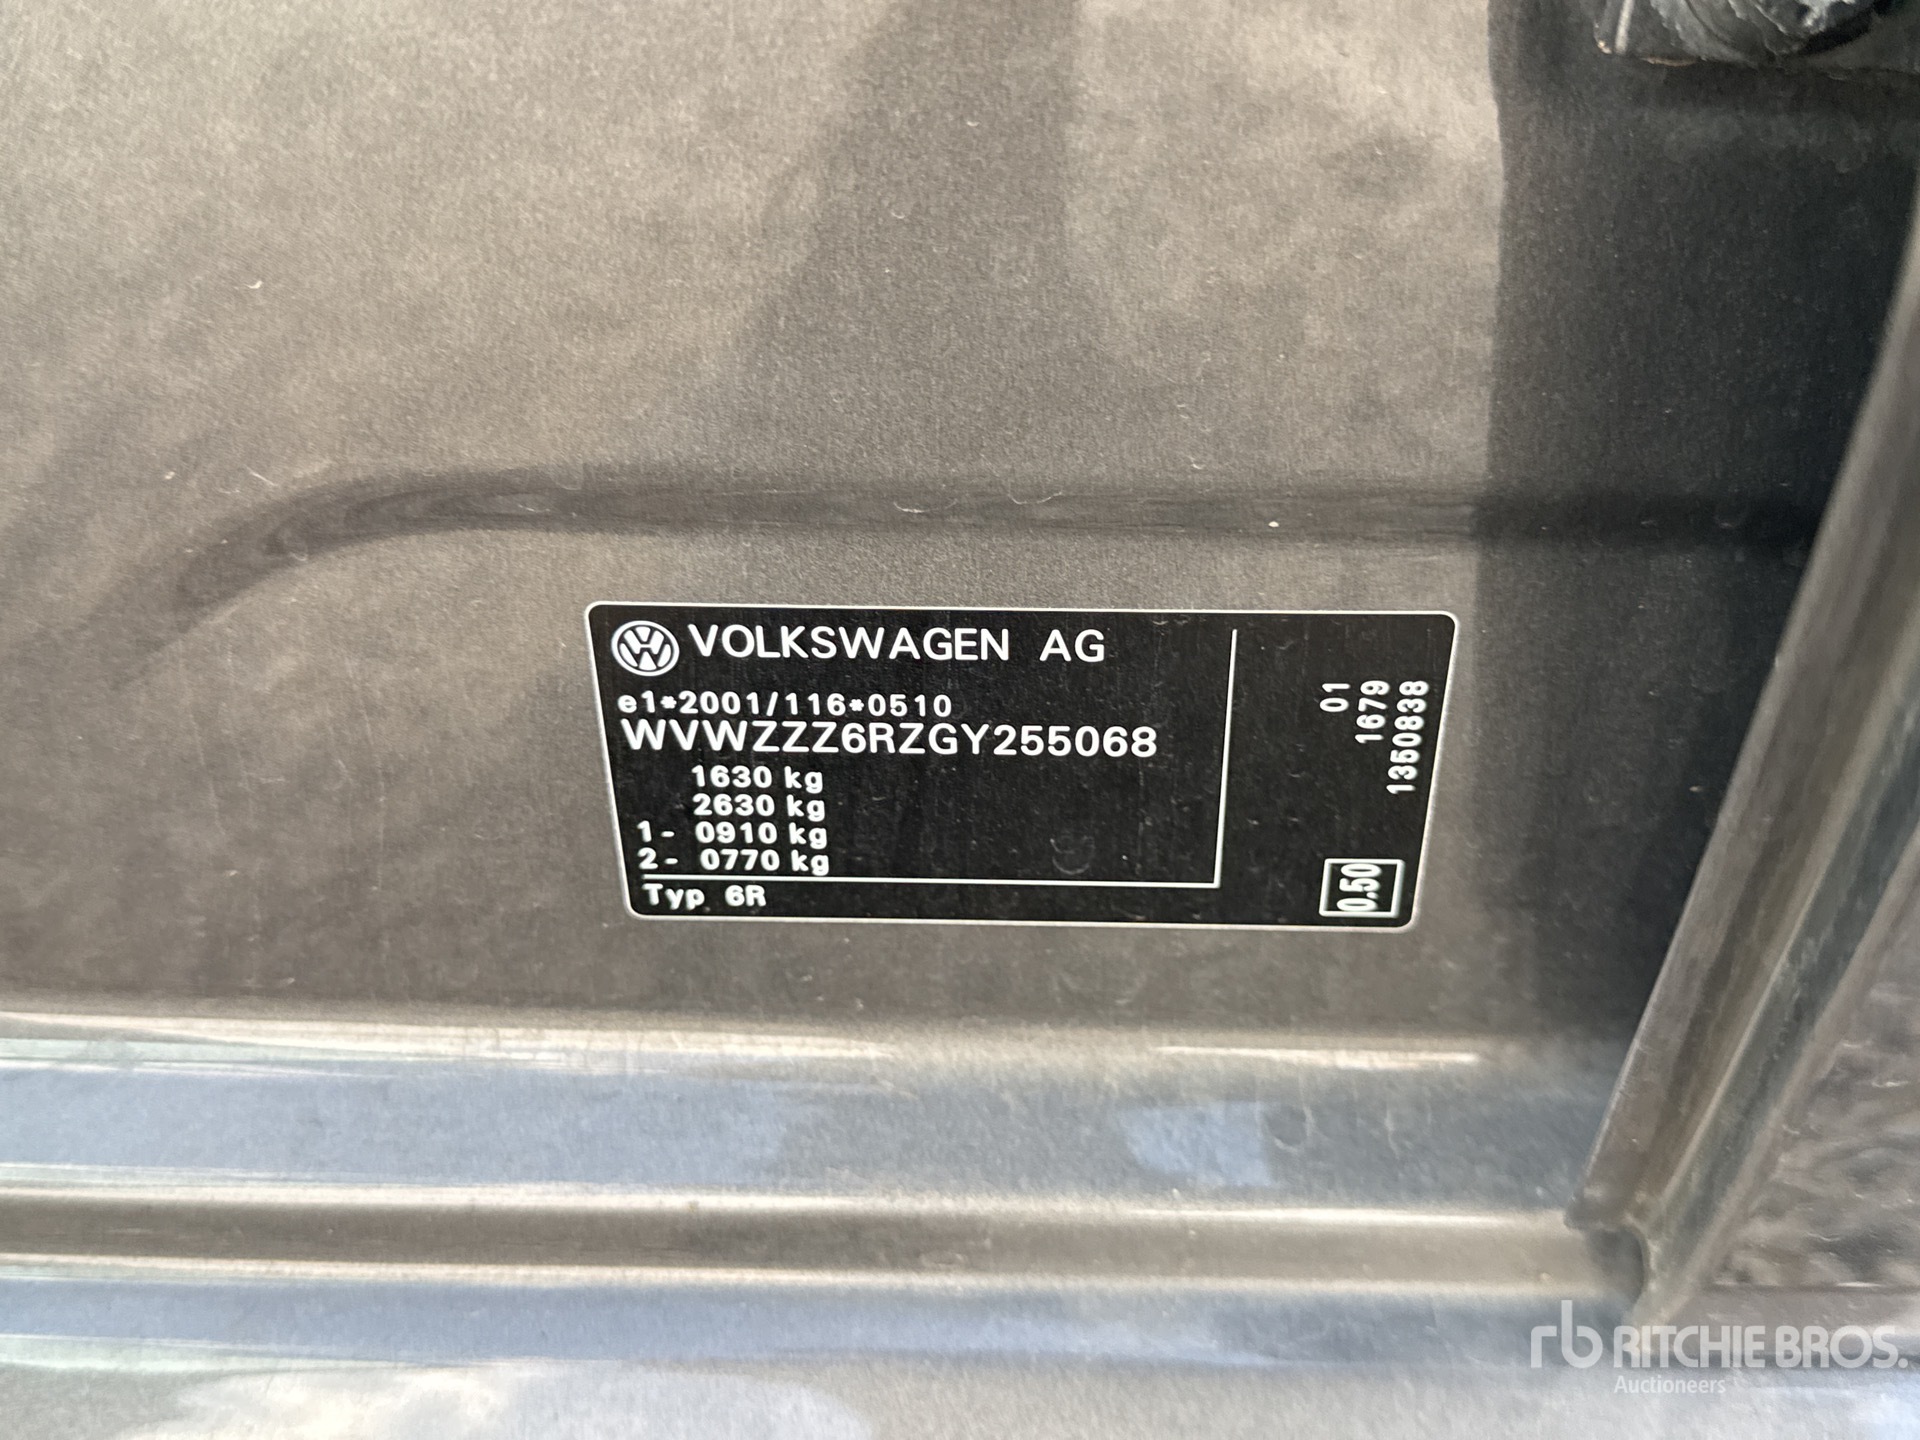 VOLKSWAGEN AG
e1*2001/116*0510
WVWZZZ6RZGY255068
1630 kg
2630 kg
1- 0910 kg
2- 0770 kg
Typ 6R
01
1679
1350838
0.50
rb RITCHIE BROS.
Auctioneers